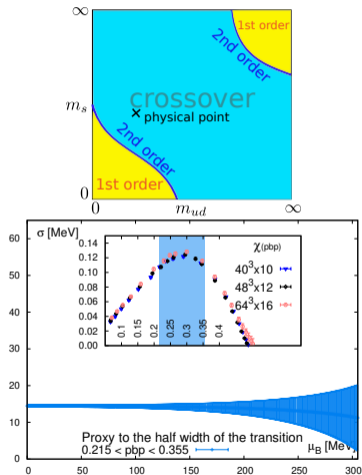 ∞
1st order
2nd order
crossover
m_s
physical point
2nd order
1st order
0
0
m_ud
∞
σ [MeV]
60
50
40
30
20
10
0
0.14
0.12
0.10
0.08
0.06
0.04
0.02
0.00
χ(pbp)
40³x10
48³x12
64³x16
0.1
0.15
0.2
0.25
0.3
0.35
0.4
Proxy to the half width of the transition
0.215 < pbp < 0.355
μ_B [MeV]
0
50
100
150
200
250
300